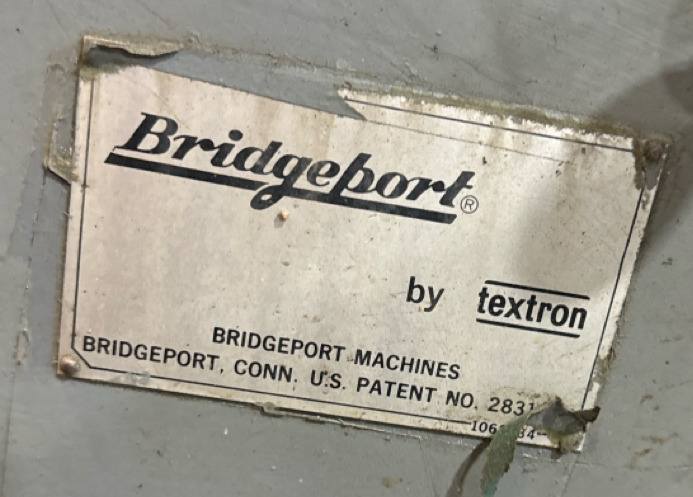 Bridgeport®
by textron
BRIDGEPORT MACHINES
BRIDGEPORT, CONN. U.S. PATENT NO.